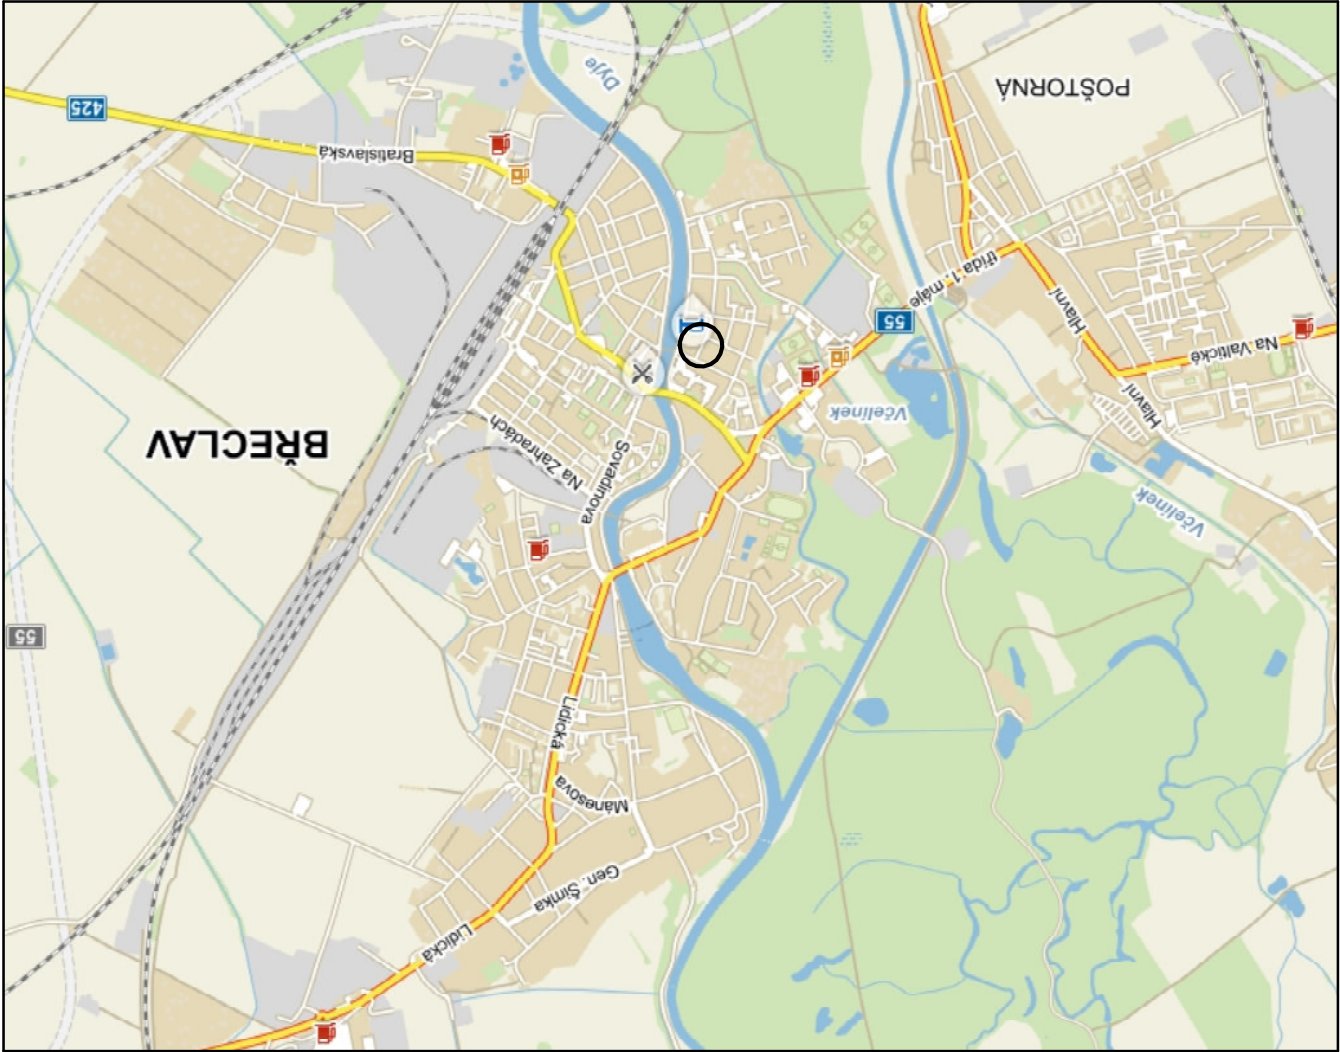 Lidická
Gen. Šimka
Mánesova
Lidická
55
Včelínek
Sovadinova
Na Zahradách
BŘECLAV
Včelínek
Hlavní
Na Valtické
55
Hlavní
třída 1. máje
Bratislavská
425
POŠTORNÁ
Dyje